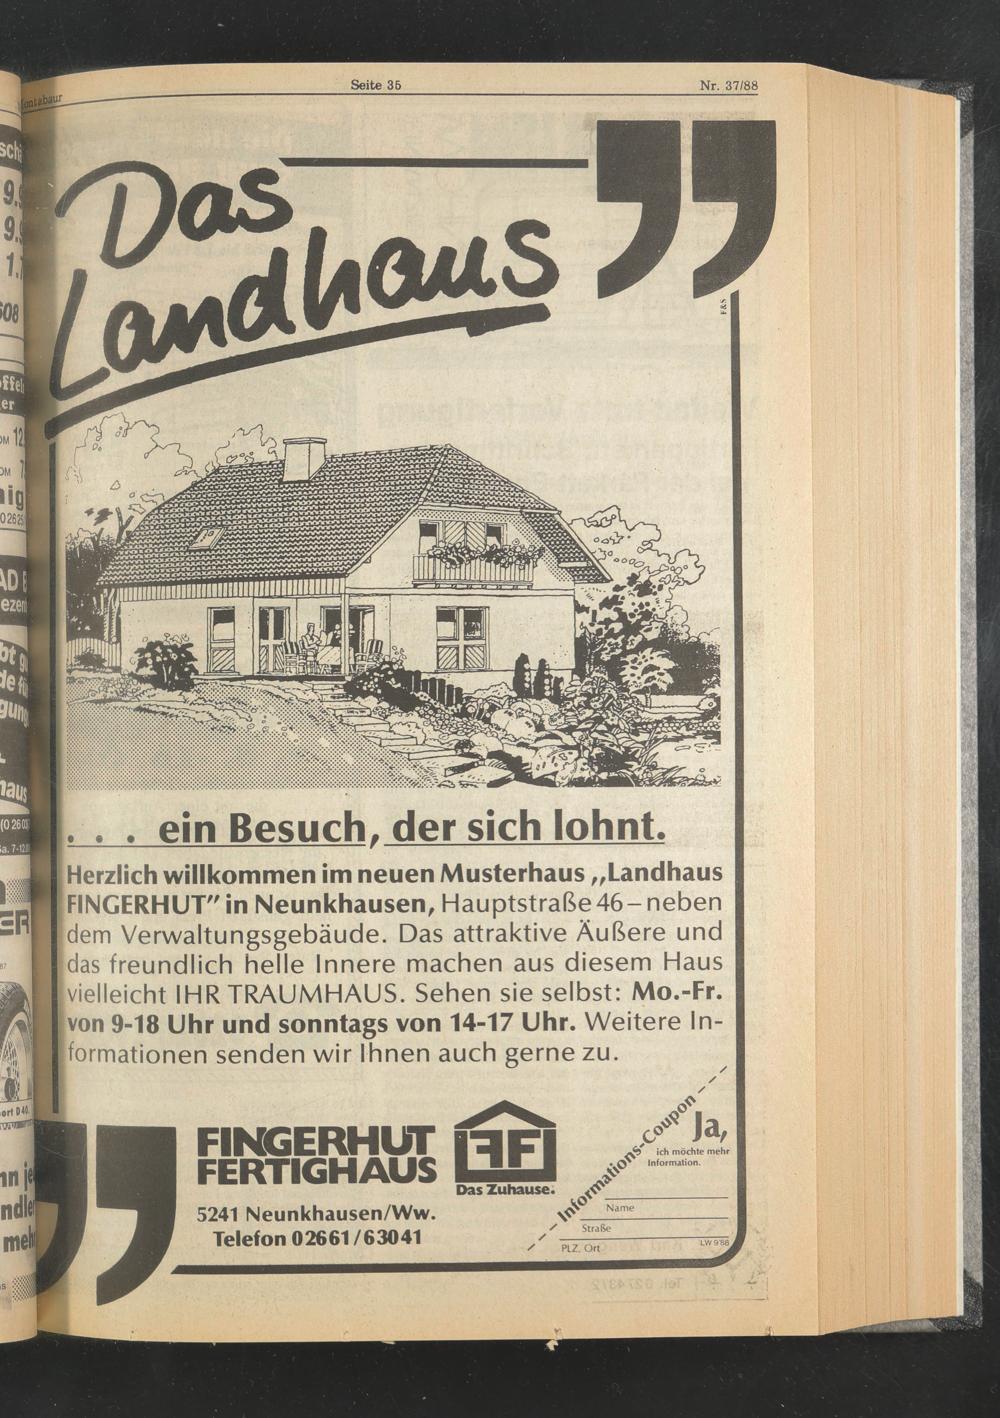 Montabaur
Seite 35
Nr. 37/88
Das
Landhaus
F&S
. . . ein Besuch, der sich lohnt.
Herzlich willkommen im neuen Musterhaus ,,Landhaus
FINGERHUT” in Neunkhausen, Hauptstraße 46 – neben
dem Verwaltungsgebäude. Das attraktive Äußere und
das freundlich helle Innere machen aus diesem Haus
vielleicht IHR TRAUMHAUS. Sehen sie selbst: Mo.-Fr.
von 9-18 Uhr und sonntags von 14-17 Uhr. Weitere In-
formationen senden wir Ihnen auch gerne zu.
FINGERHUT
FERTIGHAUS
FF
Das Zuhause.
5241 Neunkhausen/Ww.
Telefon 02661/63041
Informations-Coupon
Ja,
ich möchte mehr
Information.
Name
Straße
PLZ, Ort
LW 9'88